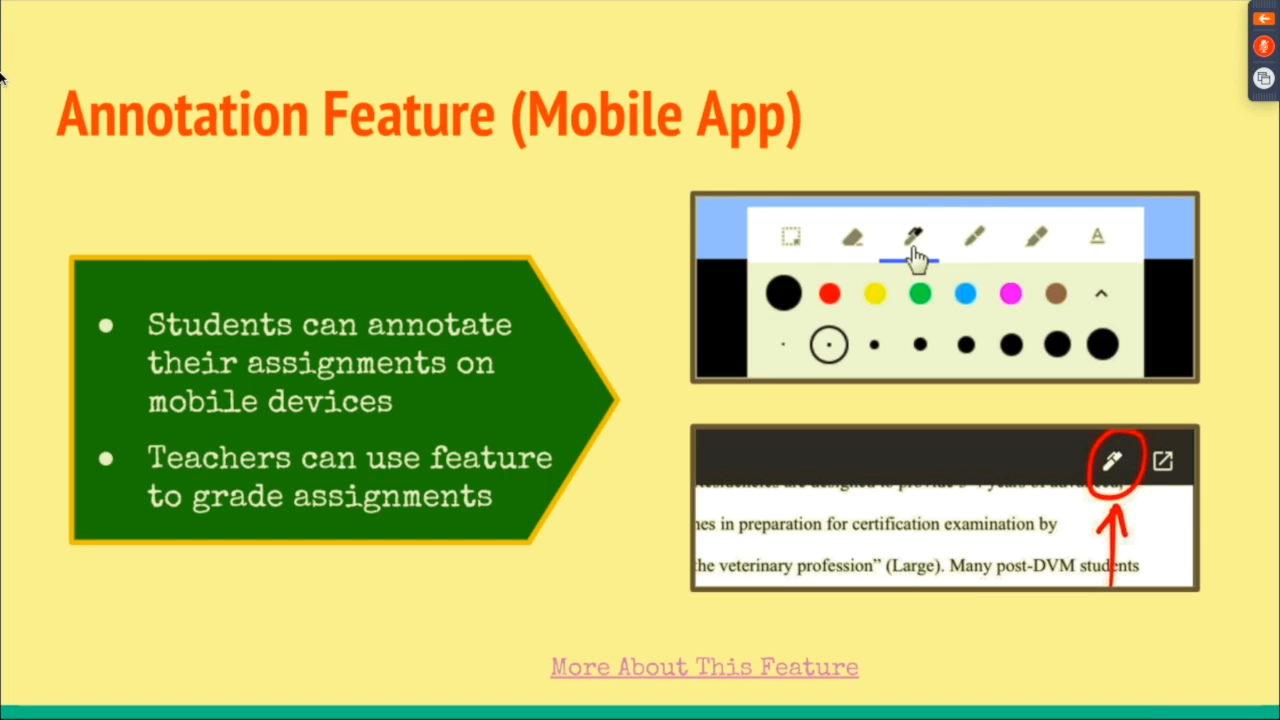 Annotation Feature (Mobile App)
● Students can annotate
their assignments on
mobile devices
● Teachers can use feature
to grade assignments
A
nes in preparation for certification examination by
he veterinary profession” (Large). Many post-DVM students
More About This Feature